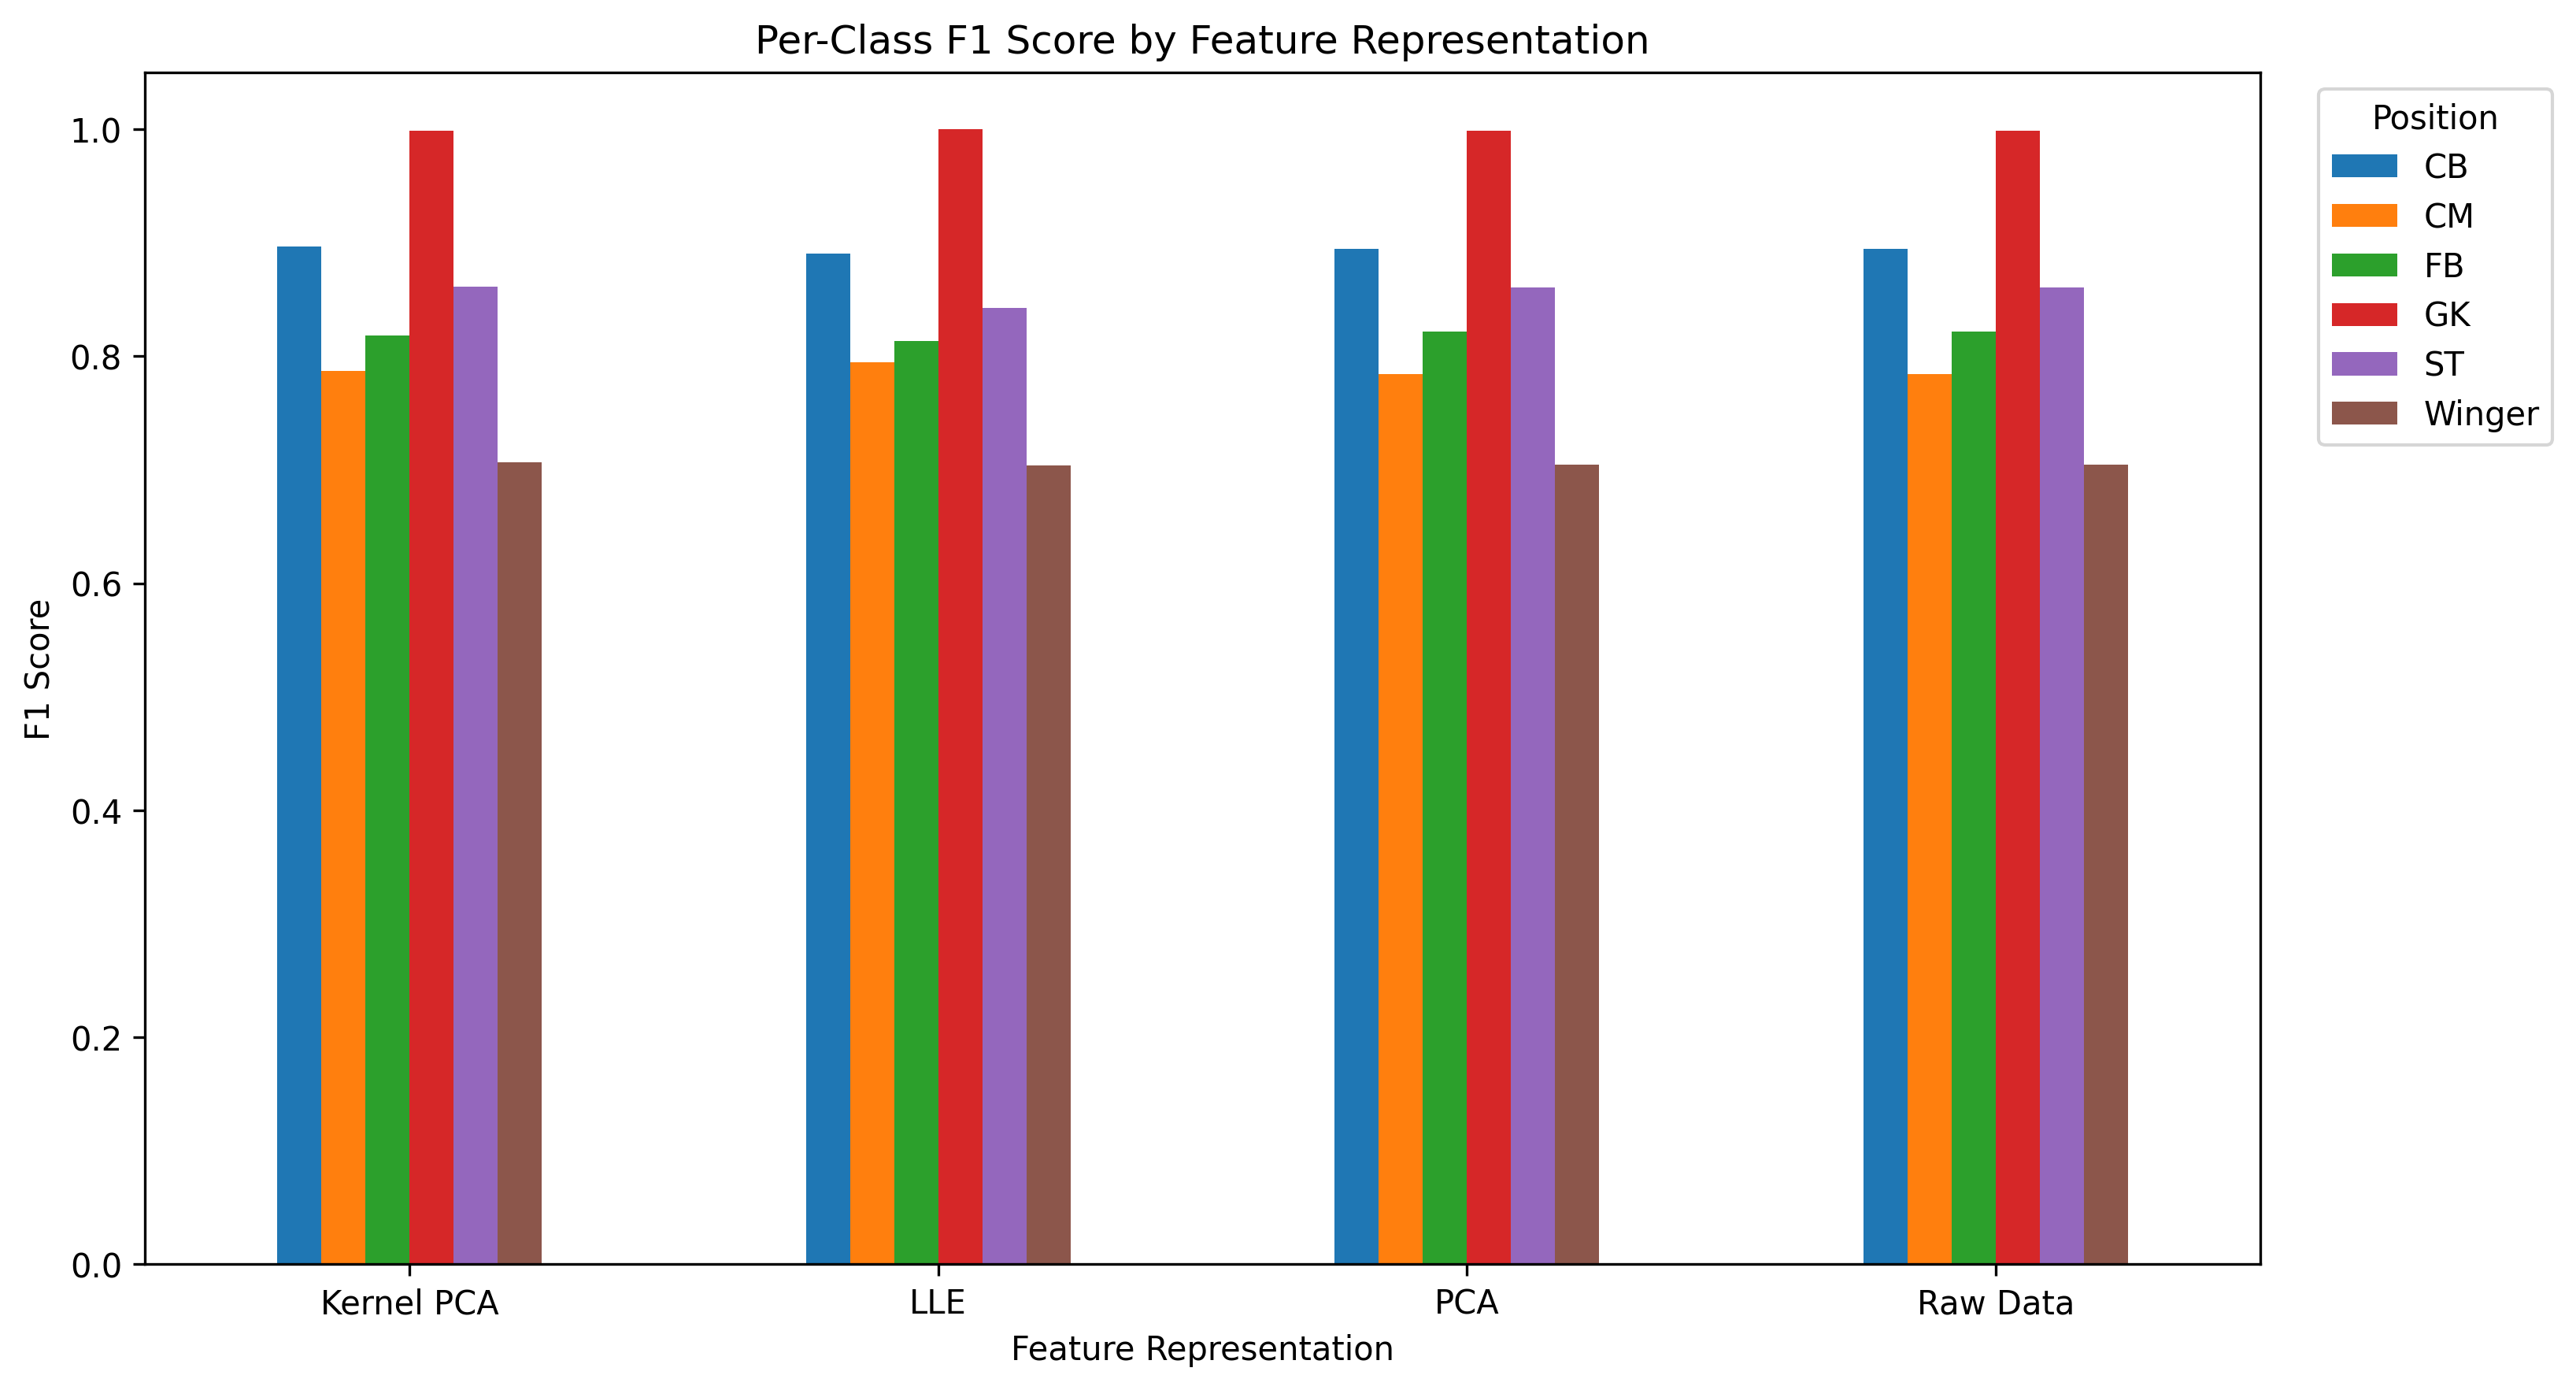 Per-Class F1 Score by Feature Representation
Position
CB
CM
FB
GK
ST
Winger
F1 Score
1.0
0.8
0.6
0.4
0.2
0.0
Kernel PCA
LLE
PCA
Raw Data
Feature Representation